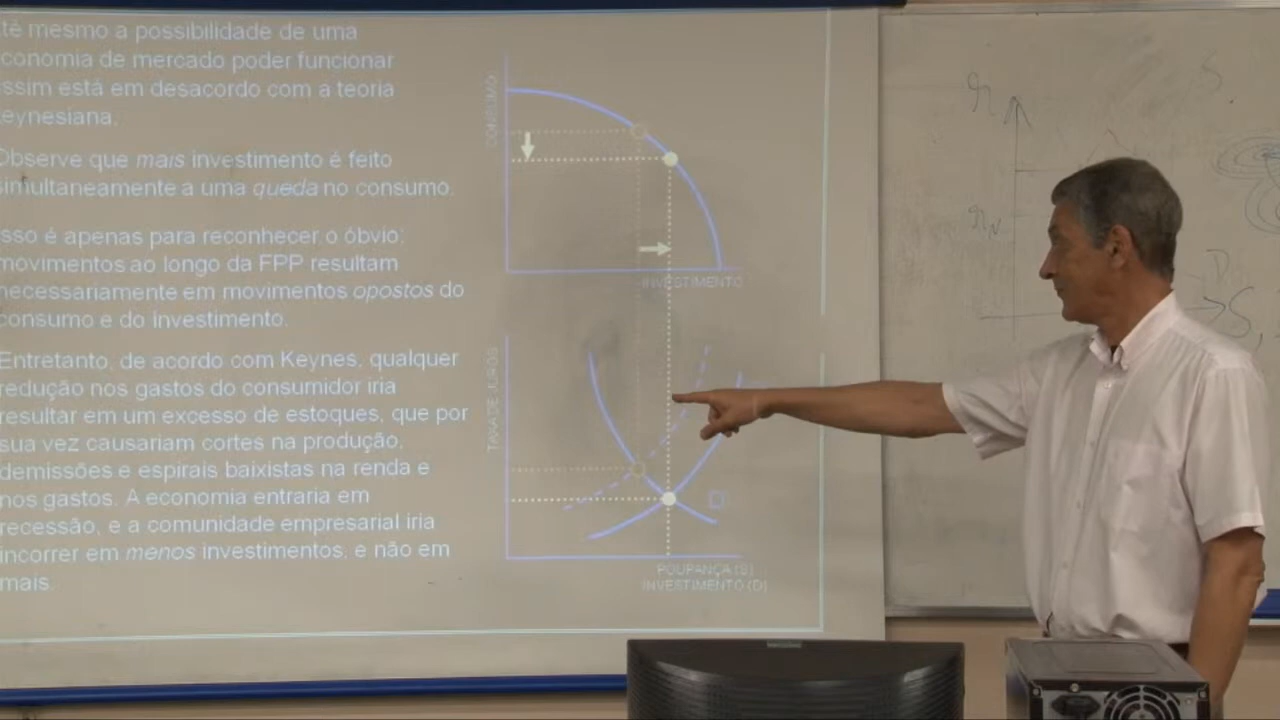 té mesmo a possibilidade de uma
conomia de mercado poder funcionar
ssim está em desacordo com a teoria
eynesiana.
Observe que mais investimento é feito
simultaneamente a uma queda no consumo.
sso é apenas para reconhecer o óbvio:
movimentos ao longo da FPP resultam
necessariamente em movimentos opostos do
consumo e do investimento.
Entretanto, de acordo com Keynes, qualquer
redução nos gastos do consumidor iria
resultar em um excesso de estoques, que por
sua vez causariam cortes na produção,
demissões e espirais baixistas na renda e
nos gastos. A economia entraria em
recessão, e a comunidade empresarial iria
incorrer em menos investimentos, e não em
mais.
CONSUMO
INVESTIMENTO
TAXA DE JUROS
D
POUPANÇA (S)
INVESTIMENTO (D)
S